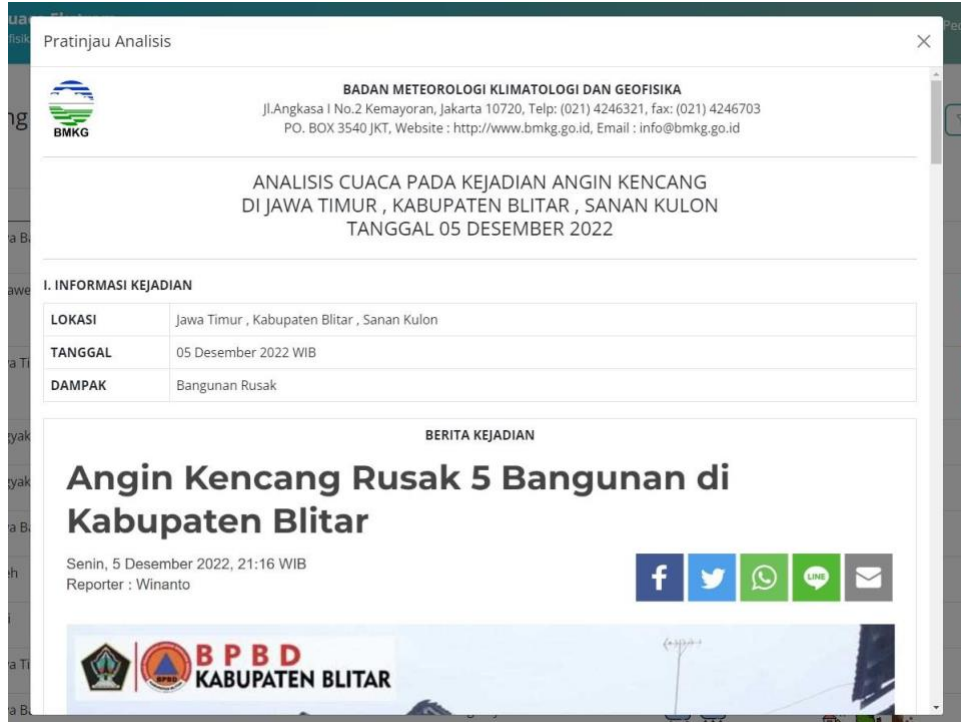 Pratinjau Analisis
BMKG
BADAN METEOROLOGI KLIMATOLOGI DAN GEOFISIKA
Jl.Angkasa I No.2 Kemayoran, Jakarta 10720, Telp: (021) 4246321, fax: (021) 4246703
PO. BOX 3540 JKT, Website : http://www.bmkg.go.id, Email : info@bmkg.go.id
ANALISIS CUACA PADA KEJADIAN ANGIN KENCANG
DI JAWA TIMUR , KABUPATEN BLITAR , SANAN KULON
TANGGAL 05 DESEMBER 2022
I. INFORMASI KEJADIAN
LOKASI Jawa Timur , Kabupaten Blitar , Sanan Kulon
TANGGAL 05 Desember 2022 WIB
DAMPAK Bangunan Rusak
BERITA KEJADIAN
Angin Kencang Rusak 5 Bangunan di
Kabupaten Blitar
Senin, 5 Desember 2022, 21:16 WIB
Reporter : Winanto
LINE
BPBD
BPBD
KABUPATEN BLITAR